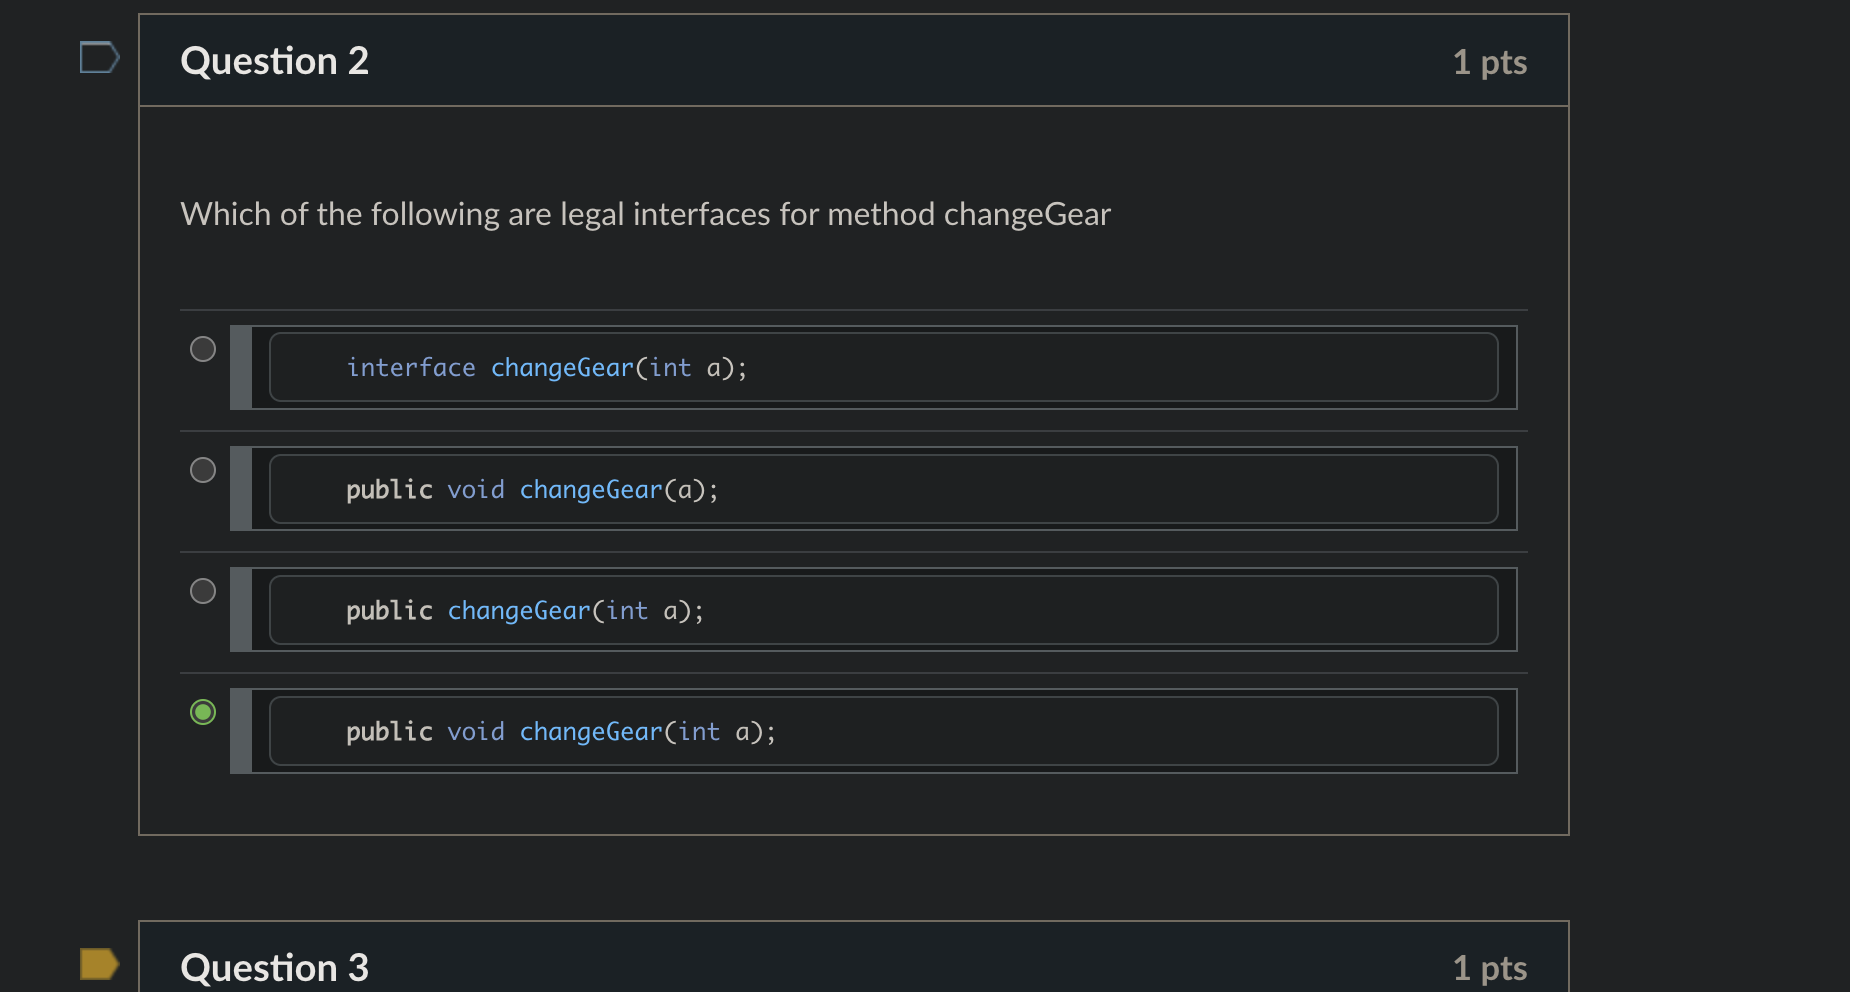 Question 2
1 pts
Which of the following are legal interfaces for method changeGear
interface changeGear(int a);
public void changeGear(a);
public changeGear(int a);
public void changeGear(int a);
Question 3
1 pts